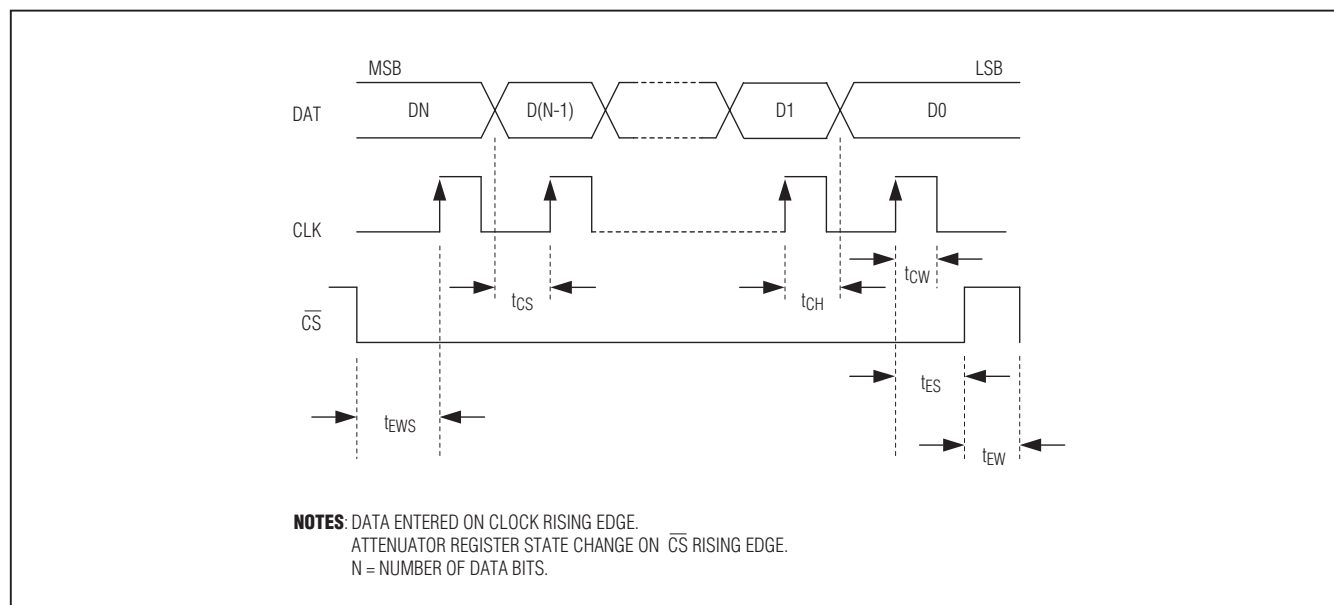 MSB LSB
DAT DN D(N-1) D1 D0
CLK
tCS tCH tCW
CS
tEWS tES
tEW
NOTES: DATA ENTERED ON CLOCK RISING EDGE.
ATTENUATOR REGISTER STATE CHANGE ON CS RISING EDGE.
N = NUMBER OF DATA BITS.